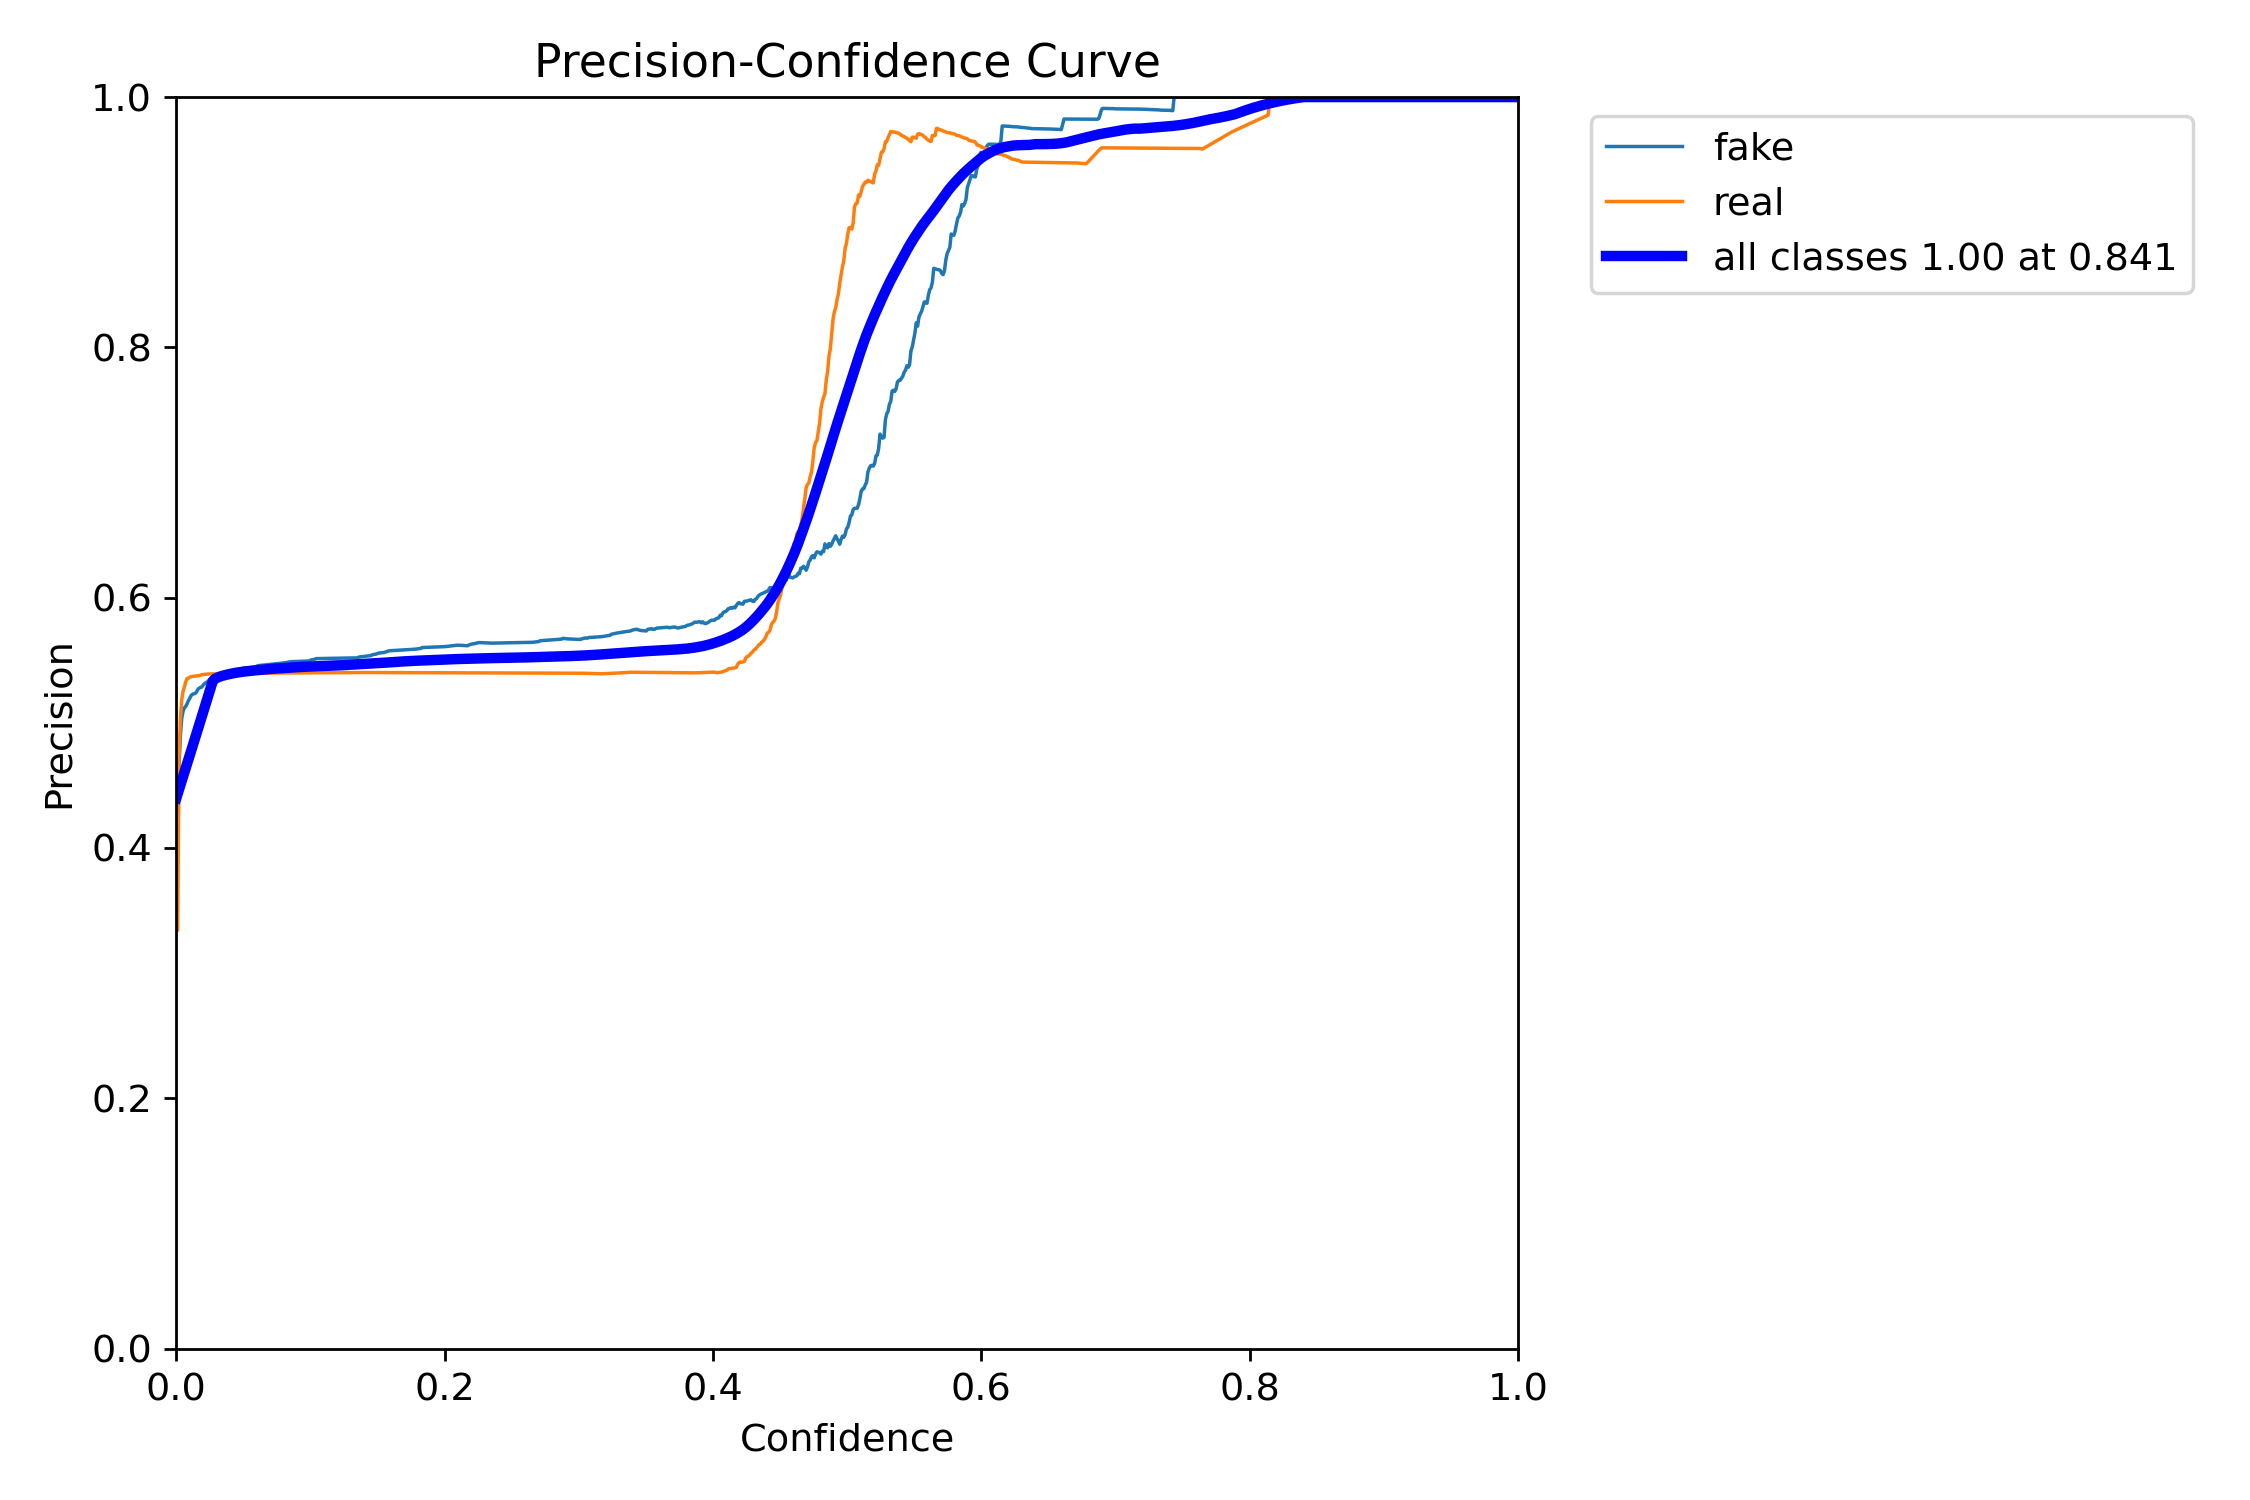 Precision-Confidence Curve
1.0
0.8
0.6
0.4
0.2
0.0
Precision
0.0 0.2 0.4 0.6 0.8 1.0
Confidence
fake
real
all classes 1.00 at 0.841